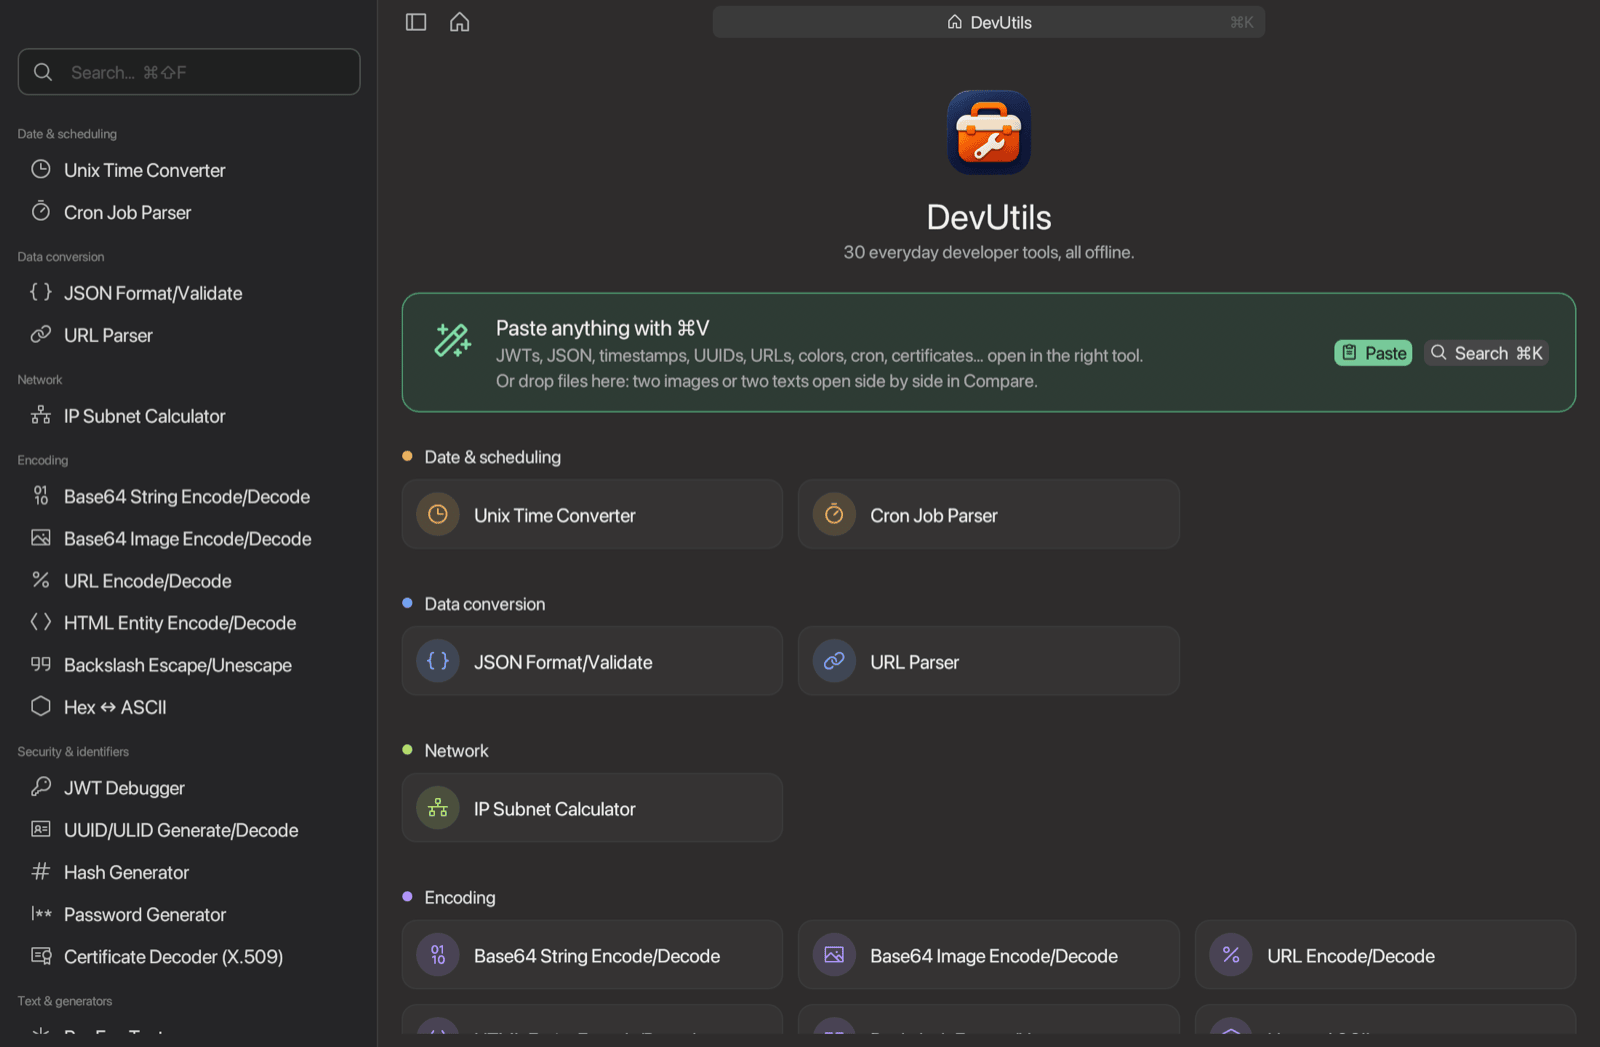 Search... ⌘⇧F
Date & scheduling
Unix Time Converter
Cron Job Parser
Data conversion
JSON Format/Validate
URL Parser
Network
IP Subnet Calculator
Encoding
Base64 String Encode/Decode
Base64 Image Encode/Decode
URL Encode/Decode
HTML Entity Encode/Decode
Backslash Escape/Unescape
Hex ↔ ASCII
Security & identifiers
JWT Debugger
UUID/ULID Generate/Decode
Hash Generator
Password Generator
Certificate Decoder (X.509)
Text & generators
DevUtils ⌘K
DevUtils
30 everyday developer tools, all offline.
Paste anything with ⌘V
JWTs, JSON, timestamps, UUIDs, URLs, colors, cron, certificates... open in the right tool.
Or drop files here: two images or two texts open side by side in Compare.
Paste
Search ⌘K
Date & scheduling
Unix Time Converter
Cron Job Parser
Data conversion
JSON Format/Validate
URL Parser
Network
IP Subnet Calculator
Encoding
Base64 String Encode/Decode
Base64 Image Encode/Decode
URL Encode/Decode